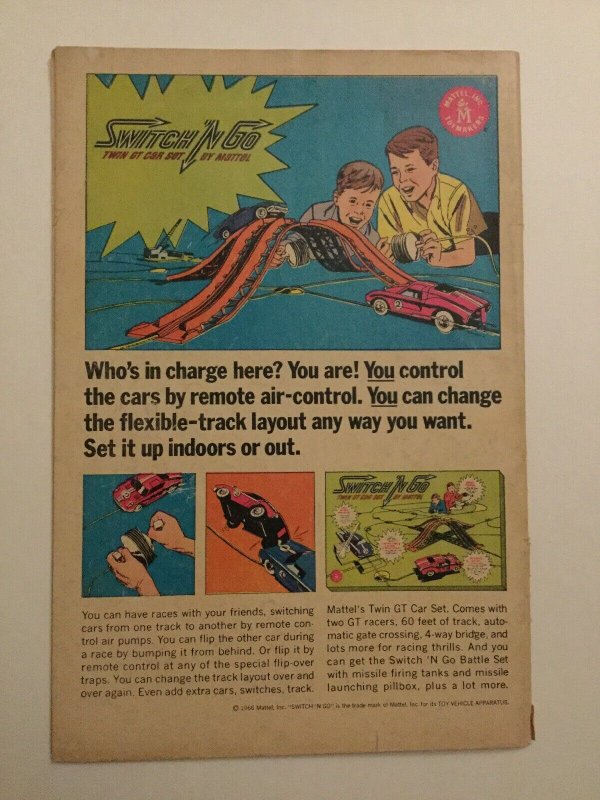 SWITCH 'N GO
TWIN GT CAR SET BY MATTEL
MATTEL, INC.
M
TOYMAKERS
2
Who's in charge here? You are! You control
the cars by remote air-control. You can change
the flexible-track layout any way you want.
Set it up indoors or out.
SWITCH 'N GO
TWIN GT CAR SET BY MATTEL
You can have races with your friends, switching
cars from one track to another by remote con-
trol air pumps. You can flip the other car during
a race by bumping it from behind. Or flip it by
remote control at any of the special flip-over
traps. You can change the track layout over and
over again. Even add extra cars, switches, track.
Mattel's Twin GT Car Set. Comes with
two GT racers, 60 feet of track, auto-
matic gate crossing, 4-way bridge, and
lots more for racing thrills. And you
can get the Switch 'N Go Battle Set
with missile firing tanks and missile
launching pillbox, plus a lot more.
© 1966 Mattel, Inc. "SWITCH 'N GO" is the trade mark of Mattel, Inc. for its TOY VEHICLE APPARATUS.